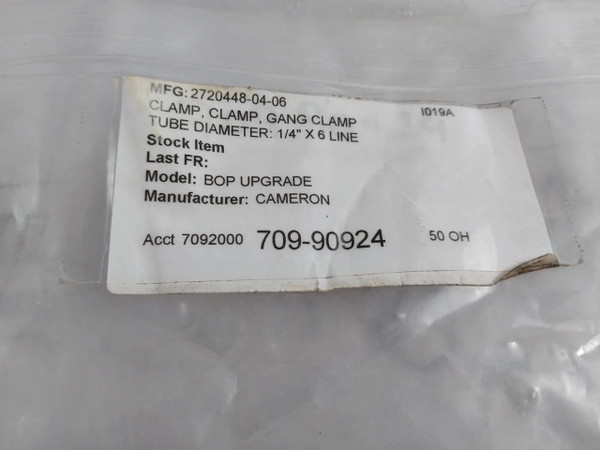 MFG: 2720448-04-06
CLAMP, CLAMP, GANG CLAMP I019A
TUBE DIAMETER: 1/4" X 6 LINE
Stock Item
Last FR:
Model: BOP UPGRADE
Manufacturer: CAMERON
Acct 7092000 709-90924 50 OH